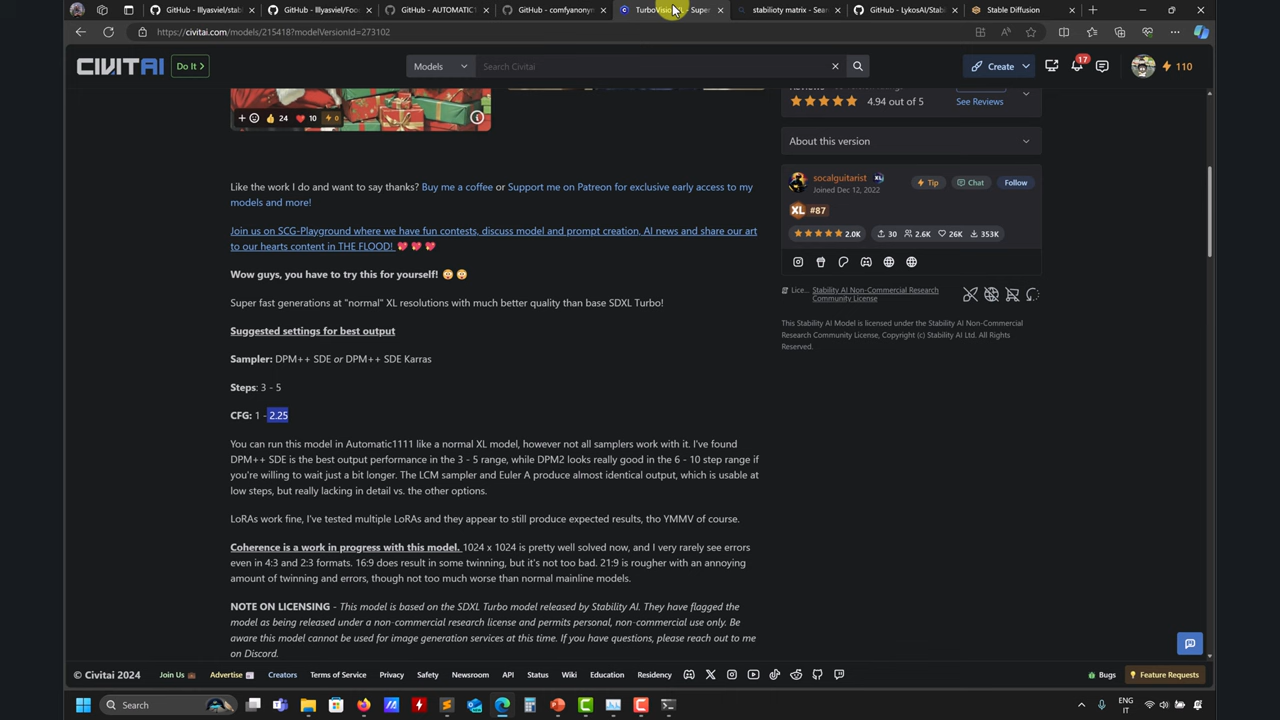 GitHub - lllyasviel/stab
GitHub - lllyasviel/Foo
GitHub - AUTOMATIC1
GitHub - comfyanonym
TurboVision XL - Super
stabilioty matrix - Sear
GitHub - LykosAI/Stabi
Stable Diffusion
https://civitai.com/models/215418?modelVersionId=273102
CIVITAI
Do It
Models
Search Civitai
Create
17
110
4.94 out of 5
See Reviews
24 10 0
About this version
socalguitarist
XL
Joined Dec 12, 2022
Tip
Chat
Follow
XL #87
2.0K 30 2.6K 26K 353K
Lice...
Stability AI Non-Commercial Research
Community License
This Stability AI Model is licensed under the Stability AI Non-Commercial
Research Community License, Copyright (c) Stability AI Ltd. All Rights
Reserved.
Like the work I do and want to say thanks? Buy me a coffee or Support me on Patreon for exclusive early access to my
models and more!
Join us on SCG-Playground where we have fun contests, discuss model and prompt creation, AI news and share our art
to our hearts content in THE FLOOD!
Wow guys, you have to try this for yourself!
Super fast generations at "normal" XL resolutions with much better quality than base SDXL Turbo!
Suggested settings for best output
Sampler: DPM++ SDE or DPM++ SDE Karras
Steps: 3 - 5
CFG: 1 - 2.25
You can run this model in Automatic1111 like a normal XL model, however not all samplers work with it. I've found
DPM++ SDE is the best output performance in the 3 - 5 range, while DPM2 looks really good in the 6 - 10 step range if
you're willing to wait just a bit longer. The LCM sampler and Euler A produce almost identical output, which is usable at
low steps, but really lacking in detail vs. the other options.
LoRAs work fine, I've tested multiple LoRAs and they appear to still produce expected results, tho YMMV of course.
Coherence is a work in progress with this model. 1024 x 1024 is pretty well solved now, and I very rarely see errors
even in 4:3 and 2:3 formats. 16:9 does result in some twinning, but it's not too bad. 21:9 is rougher with an annoying
amount of twinning and errors, though not too much worse than normal mainline models.
NOTE ON LICENSING - This model is based on the SDXL Turbo model released by Stability AI. They have flagged the
model as being released under a non-commercial research license and permits personal, non-commercial use only. Be
aware this model cannot be used for image generation services at this time. If you have questions, please reach out to me
on Discord.
© Civitai 2024
Join Us
Advertise
Creators
Terms of Service
Privacy
Safety
Newsroom
API
Status
Wiki
Education
Residency
Bugs
Feature Requests
Search
ENG
IT